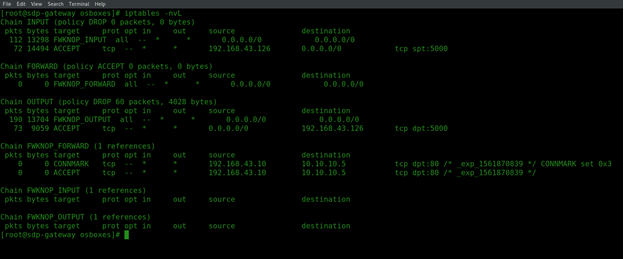 File Edit View Search Terminal Help
[root@sdp-gateway osboxes]# iptables -nvL
Chain INPUT (policy DROP 0 packets, 0 bytes)
pkts bytes target prot opt in out source destination
112 13298 FWKNOP_INPUT all -- * * 0.0.0.0/0 0.0.0.0/0
72 14494 ACCEPT tcp -- * * 192.168.43.126 0.0.0.0/0 tcp spt:5000
Chain FORWARD (policy ACCEPT 0 packets, 0 bytes)
pkts bytes target prot opt in out source destination
0 0 FWKNOP_FORWARD all -- * * 0.0.0.0/0 0.0.0.0/0
Chain OUTPUT (policy DROP 60 packets, 4028 bytes)
pkts bytes target prot opt in out source destination
190 13704 FWKNOP_OUTPUT all -- * * 0.0.0.0/0 0.0.0.0/0
73 9059 ACCEPT tcp -- * * 0.0.0.0/0 192.168.43.126 tcp dpt:5000
Chain FWKNOP_FORWARD (1 references)
pkts bytes target prot opt in out source destination
0 0 CONNMARK tcp -- * * 192.168.43.10 10.10.10.5 tcp dpt:80 /* _exp_1561870839 */ CONNMARK set 0x3
0 0 ACCEPT tcp -- * * 192.168.43.10 10.10.10.5 tcp dpt:80 /* _exp_1561870839 */
Chain FWKNOP_INPUT (1 references)
pkts bytes target prot opt in out source destination
Chain FWKNOP_OUTPUT (1 references)
pkts bytes target prot opt in out source destination
[root@sdp-gateway osboxes]#